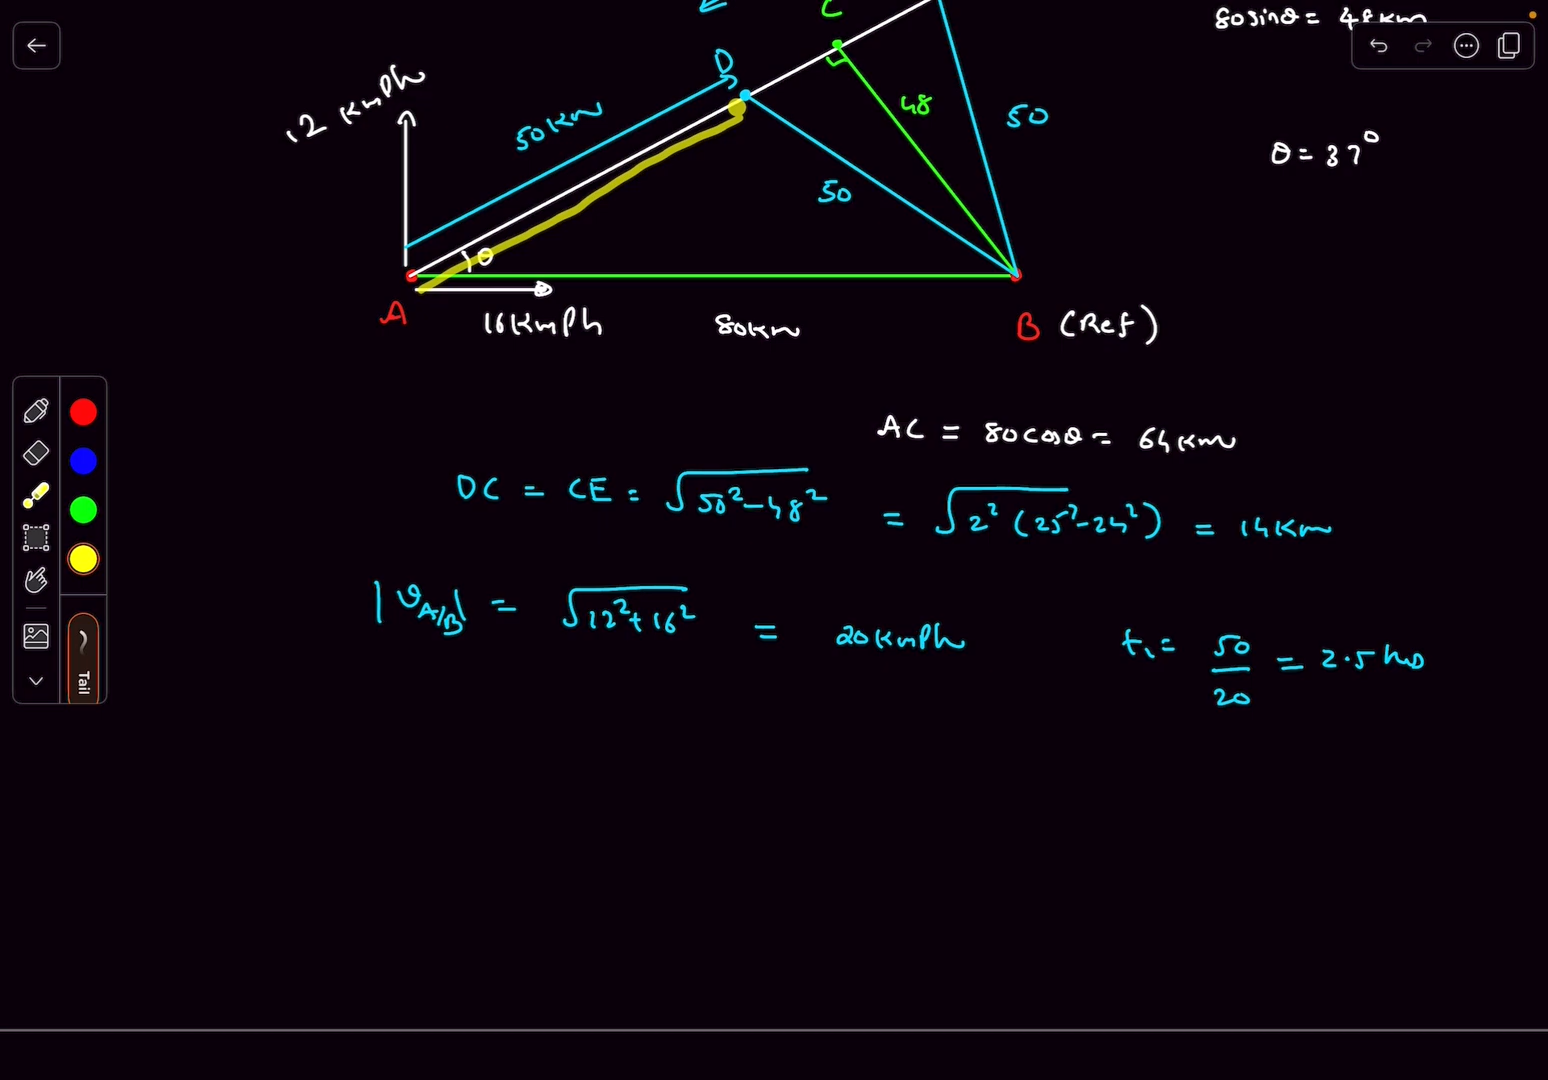 80sinθ = 48km
C
12 KmPh
D
50km
48
50
θ = 37°
50
θ
A
16KmPh
80km
B (Ref)
AC = 80cosθ = 64km
DC = CE = √50²-48² = √2²(25²-24²) = 14Km
|v_A/B| = √12²+16² = 20KmPh
t₁ = 50/20 = 2.5 hrs
Tail